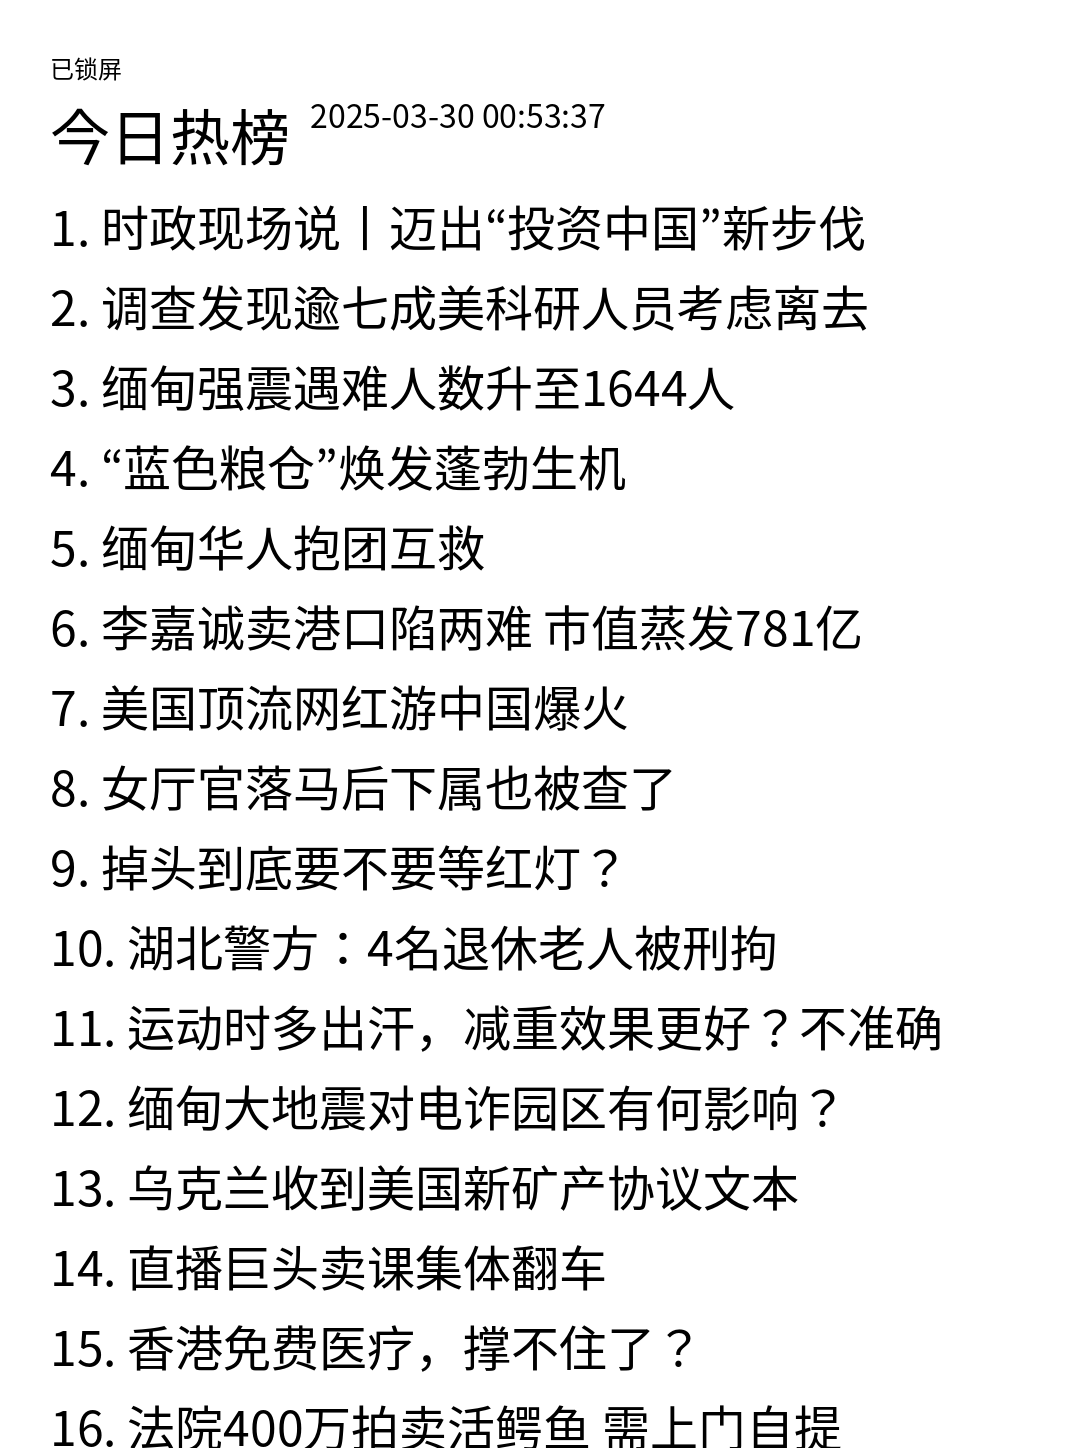 已锁屏
今日热榜 2025-03-30 00:53:37
1. 时政现场说丨迈出“投资中国”新步伐
2. 调查发现逾七成美科研人员考虑离去
3. 缅甸强震遇难人数升至1644人
4. “蓝色粮仓”焕发蓬勃生机
5. 缅甸华人抱团互救
6. 李嘉诚卖港口陷两难 市值蒸发781亿
7. 美国顶流网红游中国爆火
8. 女厅官落马后下属也被查了
9. 掉头到底要不要等红灯？
10. 湖北警方：4名退休老人被刑拘
11. 运动时多出汗，减重效果更好？不准确
12. 缅甸大地震对电诈园区有何影响？
13. 乌克兰收到美国新矿产协议文本
14. 直播巨头卖课集体翻车
15. 香港免费医疗，撑不住了？
16. 法院400万拍卖活鳄鱼 需上门自提